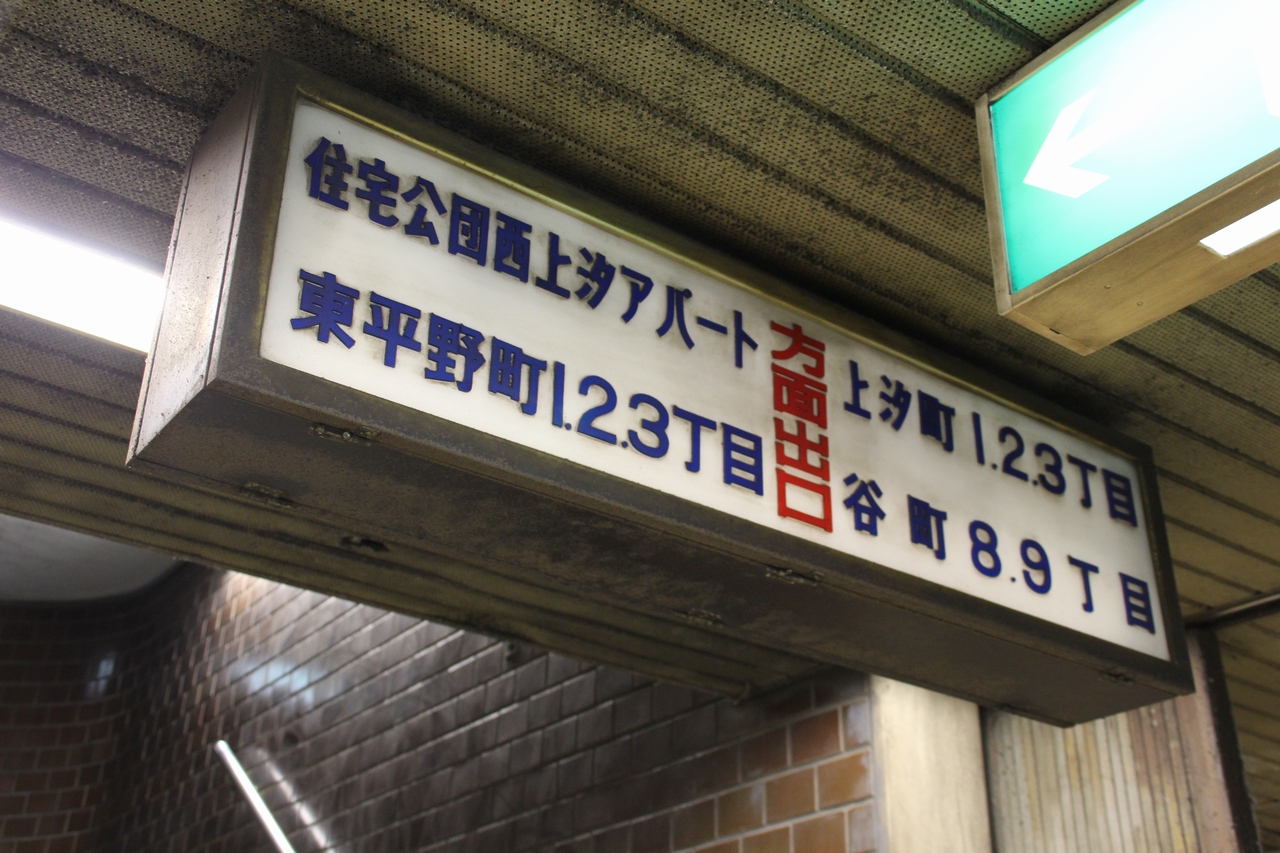 住宅公団西上汐アパート
東平野町1.2.3丁目
方面出口
上汐町1.2.3丁目
谷町8.9丁目